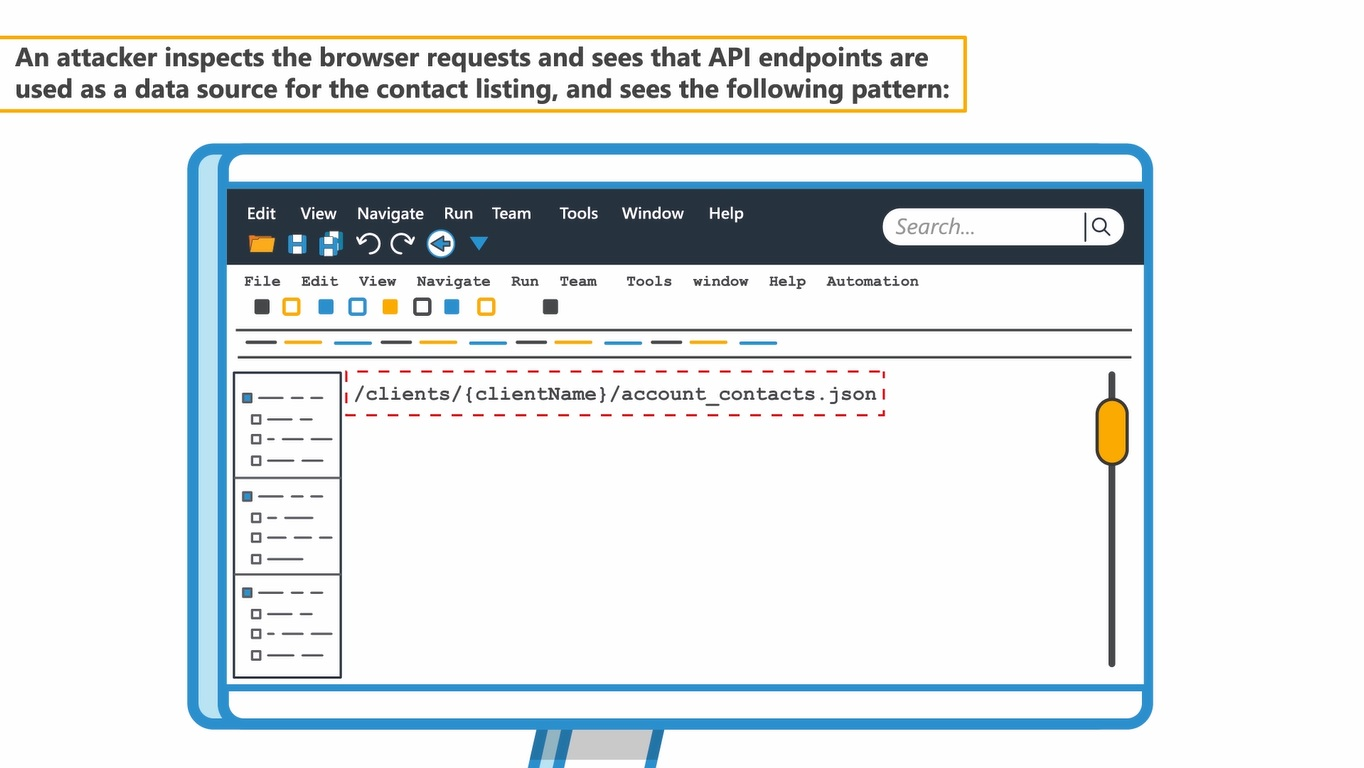 An attacker inspects the browser requests and sees that API endpoints are
used as a data source for the contact listing, and sees the following pattern:
Edit View Navigate Run Team Tools Window Help
Search...
File Edit View Navigate Run Team Tools window Help Automation
/clients/{clientName}/account_contacts.json